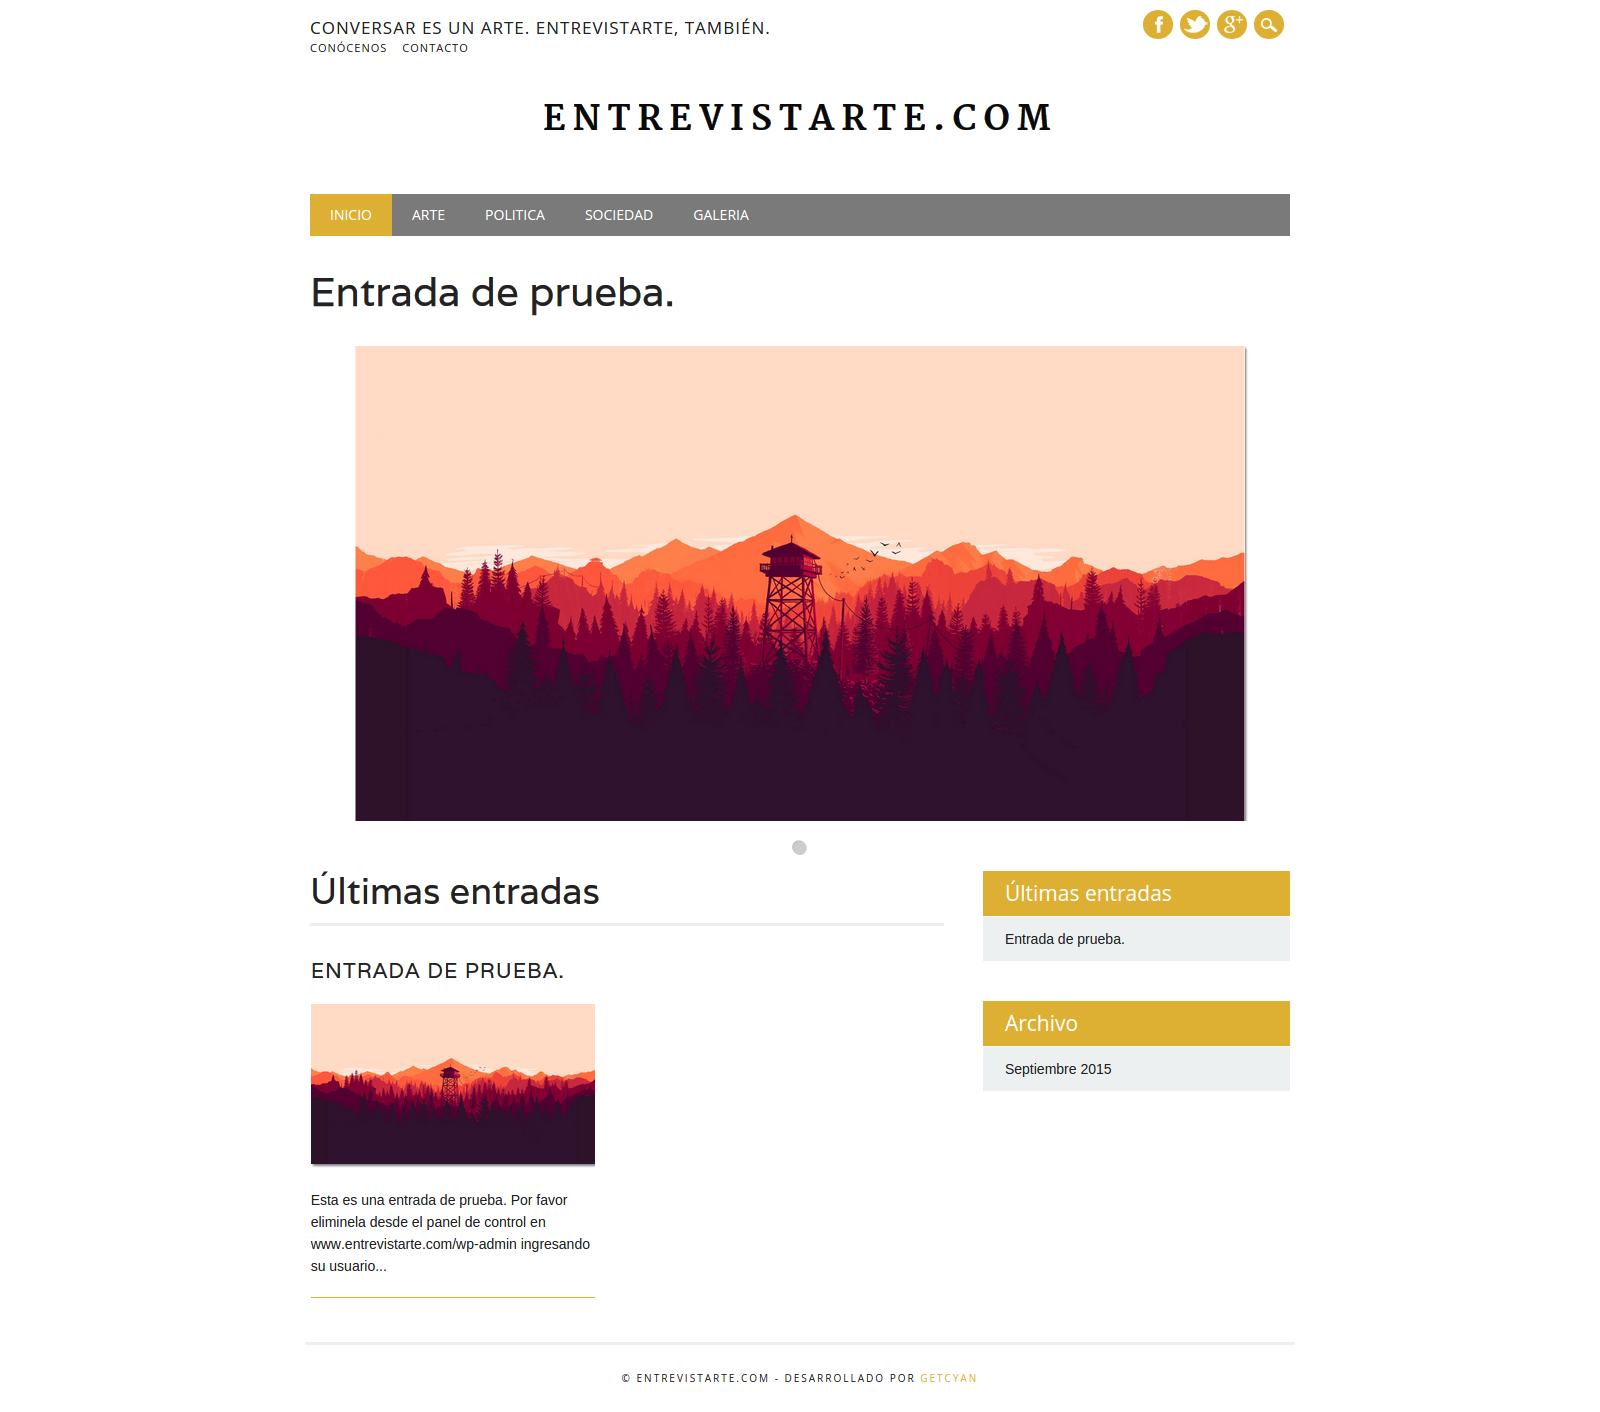 CONVERSAR ES UN ARTE. ENTREVISTARTE, TAMBIÉN.
CONÓCENOS CONTACTO
ENTREVISTARTE.COM
INICIO ARTE POLITICA SOCIEDAD GALERIA
Entrada de prueba.
Últimas entradas
ENTRADA DE PRUEBA.
Esta es una entrada de prueba. Por favor
eliminela desde el panel de control en
www.entrevistarte.com/wp-admin ingresando
su usuario...
Últimas entradas
Entrada de prueba.
Archivo
Septiembre 2015
© ENTREVISTARTE.COM - DESARROLLADO POR GETCYAN